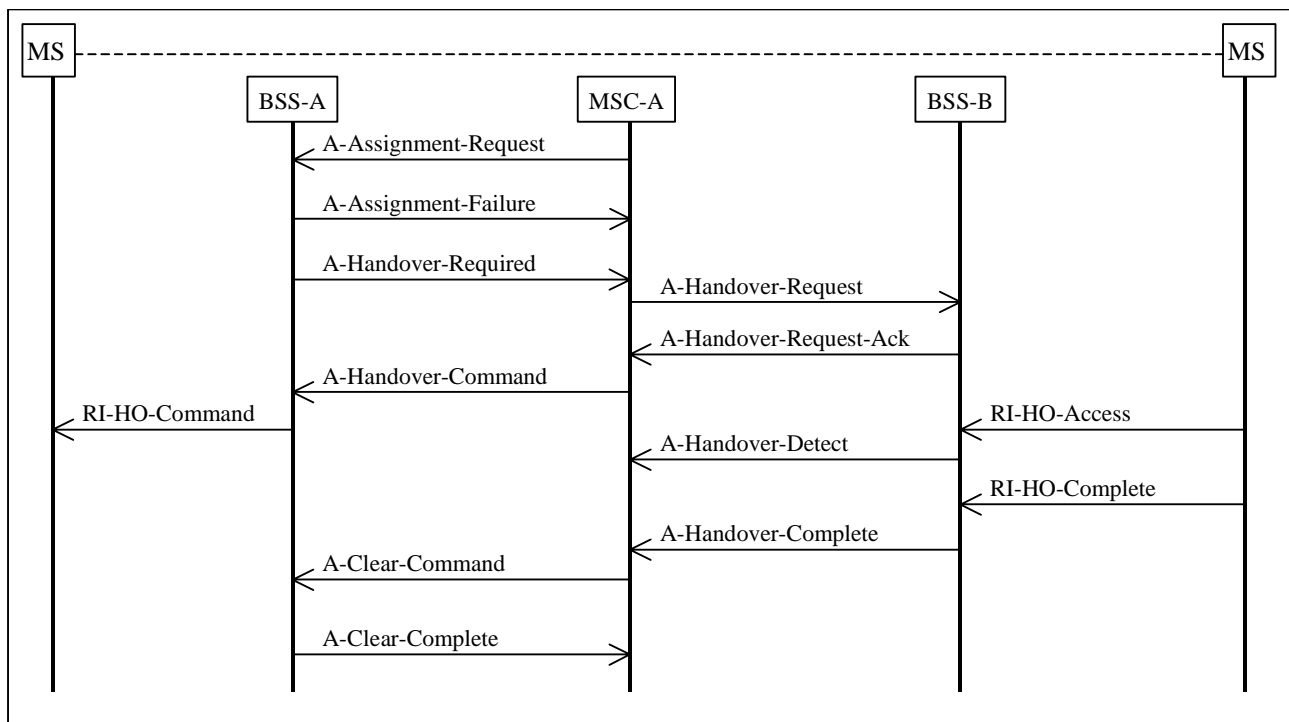 MS
MS
BSS-A
MSC-A
BSS-B
A-Assignment-Request
A-Assignment-Failure
A-Handover-Required
A-Handover-Request
A-Handover-Request-Ack
A-Handover-Command
RI-HO-Command
RI-HO-Access
A-Handover-Detect
RI-HO-Complete
A-Handover-Complete
A-Clear-Command
A-Clear-Complete